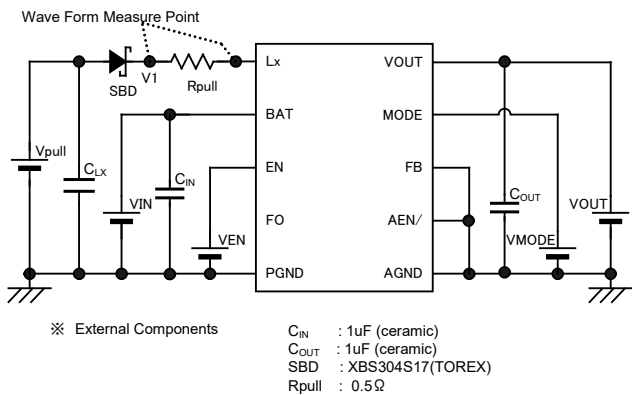 Wave Form Measure Point
Lx
VOUT
SBD
V1
Rpull
BAT
MODE
Vpull
CLX
EN
FB
CIN
VIN
COUT
VOUT
FO
AEN/
VEN
VMODE
PGND
AGND
※ External Components
CIN : 1uF (ceramic)
COUT : 1uF (ceramic)
SBD : XBS304S17(TOREX)
Rpull : 0.5Ω